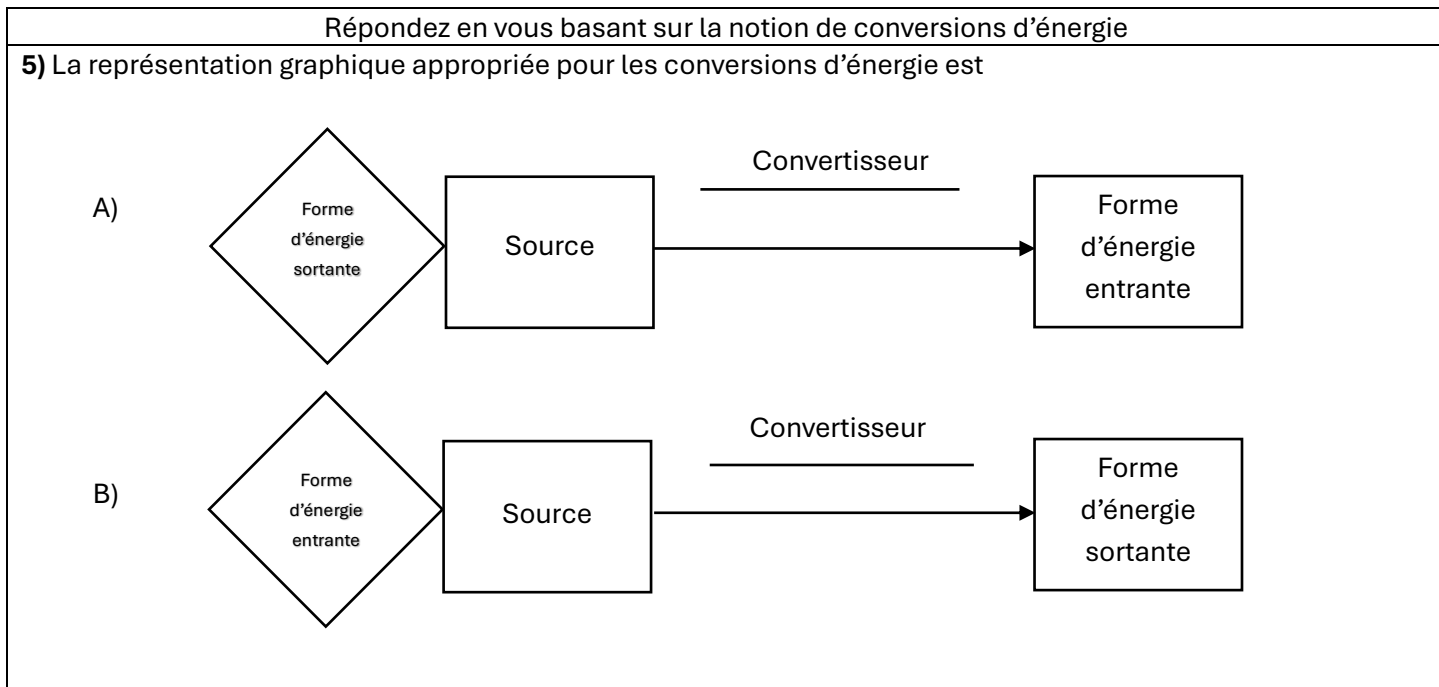 Répondez en vous basant sur la notion de conversions d’énergie
5) La représentation graphique appropriée pour les conversions d’énergie est
A)
Forme
d’énergie
sortante
Source
Convertisseur
Forme
d’énergie
entrante
B)
Forme
d’énergie
entrante
Source
Convertisseur
Forme
d’énergie
sortante